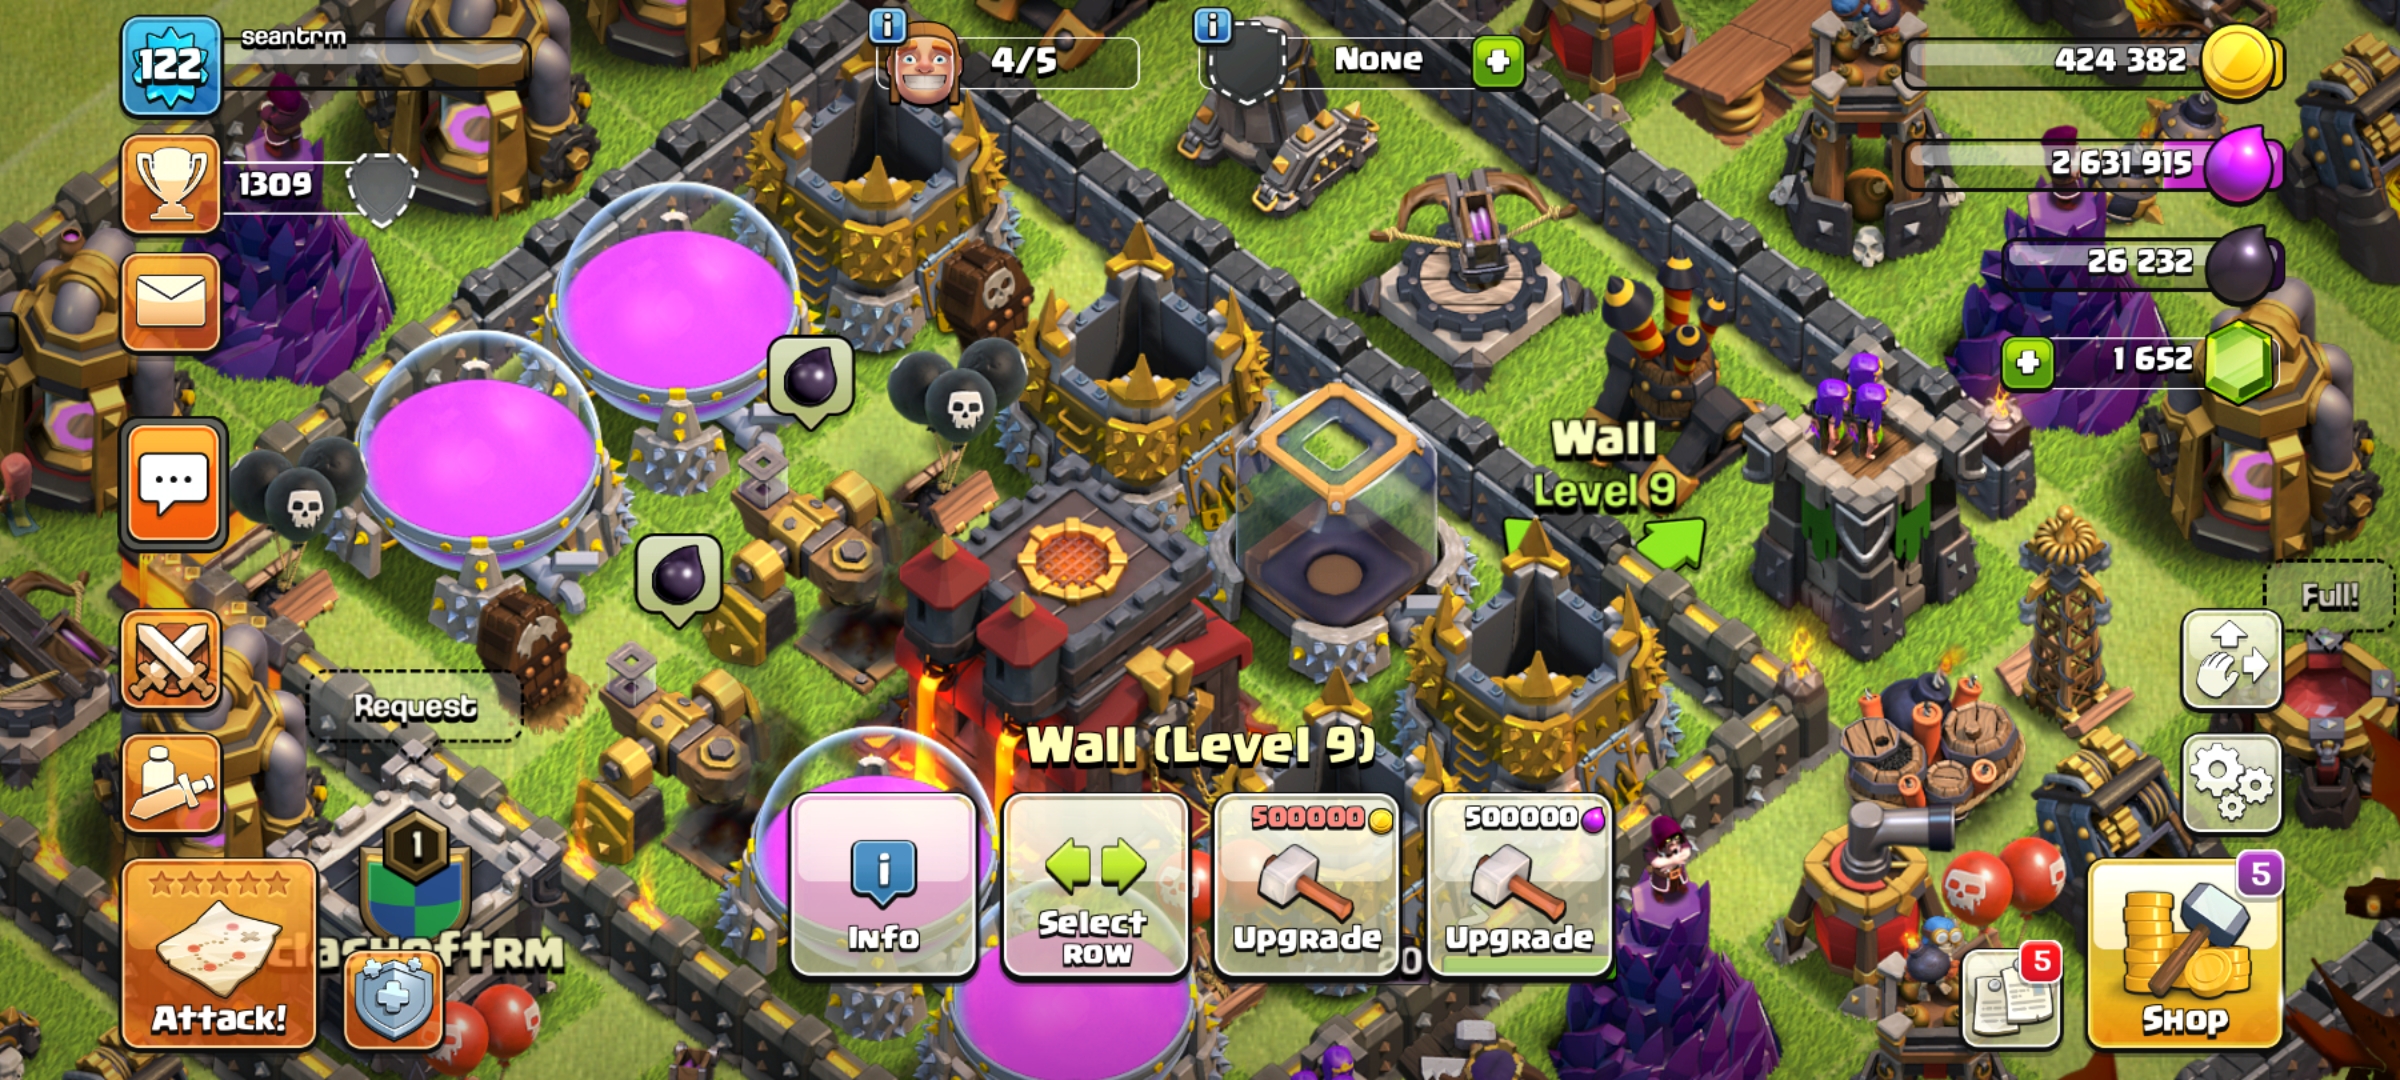 122
seantrm
4/5
None
424 382
1309
2 631 915
26 232
1 652
Wall
Level 9
Full!
Request
Wall (Level 9)
500000
500000
Info
Select
Row
Upgrade
Upgrade
1
5
5
Attack!
Shop